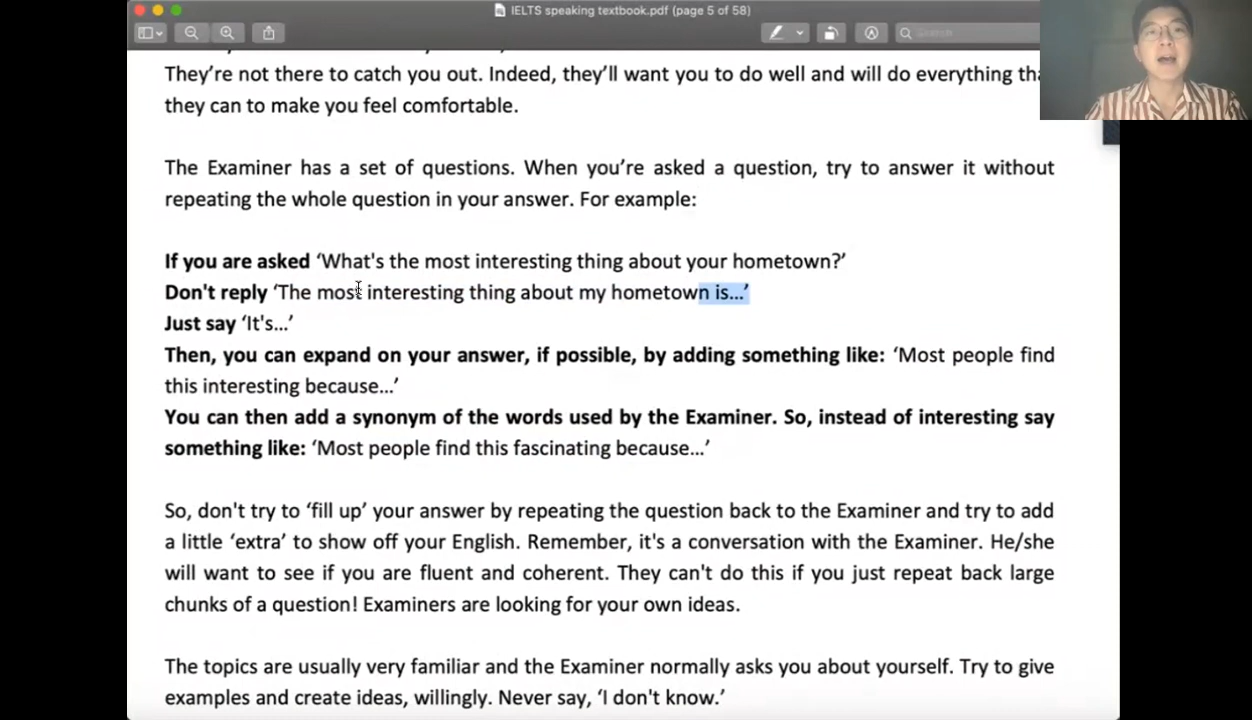 IELTS speaking textbook.pdf (page 5 of 58)
Search
They're not there to catch you out. Indeed, they'll want you to do well and will do everything tha
they can to make you feel comfortable.
The Examiner has a set of questions. When you're asked a question, try to answer it without
repeating the whole question in your answer. For example:
If you are asked ‘What's the most interesting thing about your hometown?’
Don't reply ‘The most interesting thing about my hometown is...’
Just say ‘It's...’
Then, you can expand on your answer, if possible, by adding something like: ‘Most people find
this interesting because...’
You can then add a synonym of the words used by the Examiner. So, instead of interesting say
something like: ‘Most people find this fascinating because...’
So, don't try to ‘fill up’ your answer by repeating the question back to the Examiner and try to add
a little ‘extra’ to show off your English. Remember, it's a conversation with the Examiner. He/she
will want to see if you are fluent and coherent. They can't do this if you just repeat back large
chunks of a question! Examiners are looking for your own ideas.
The topics are usually very familiar and the Examiner normally asks you about yourself. Try to give
examples and create ideas, willingly. Never say, ‘I don't know.’